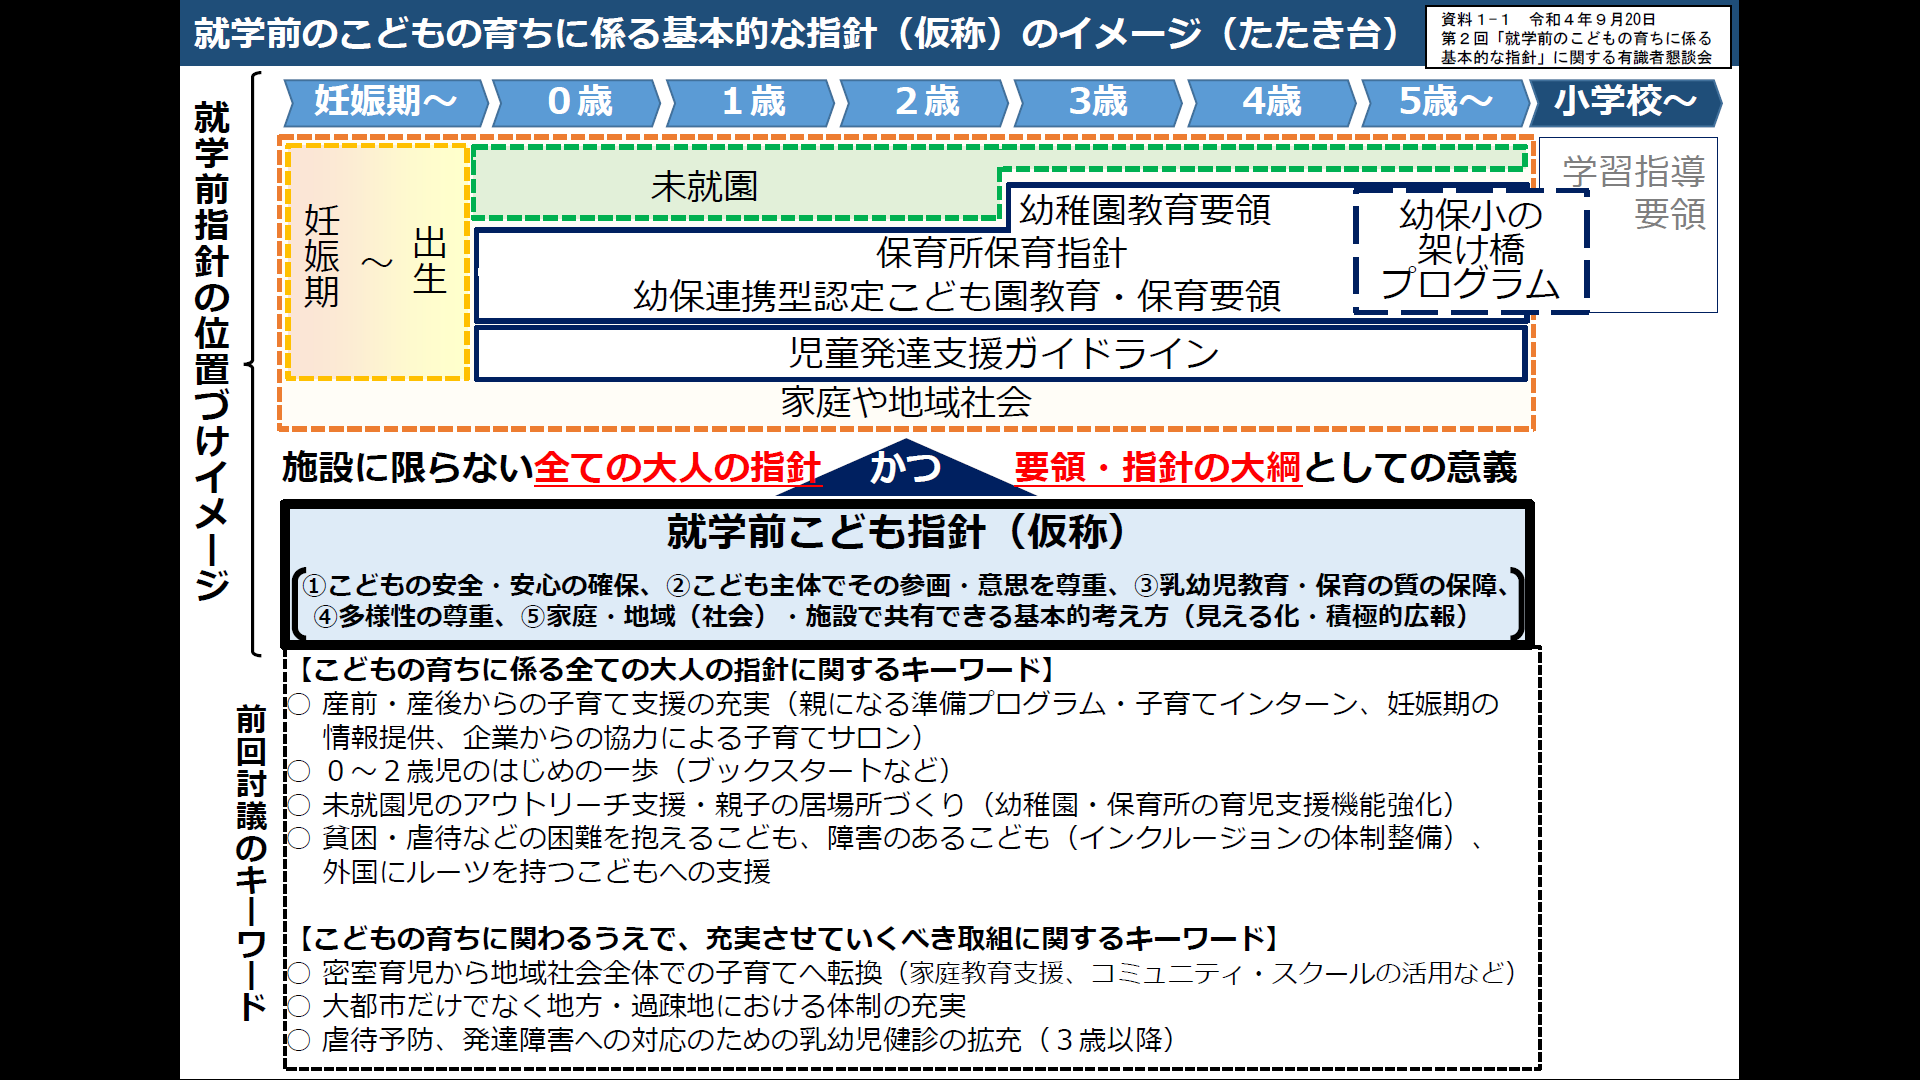 就学前のこどもの育ちに係る基本的な指針（仮称）のイメージ（たたき台）
資料１−１　令和４年９月20日
第２回「就学前のこどもの育ちに係る
基本的な指針」に関する有識者懇談会
就学前指針の位置づけイメージ
妊娠期～
０歳
１歳
２歳
3歳
4歳
5歳～
小学校～
妊娠期
～
出生
未就園
幼稚園教育要領
保育所保育指針
幼保連携型認定こども園教育・保育要領
幼保小の
架け橋
プログラム
学習指導
要領
児童発達支援ガイドライン
家庭や地域社会
施設に限らない全ての大人の指針
かつ
要領・指針の大綱としての意義
就学前こども指針（仮称）
①こどもの安全・安心の確保、②こども主体でその参画・意思を尊重、③乳幼児教育・保育の質の保障、
④多様性の尊重、⑤家庭・地域（社会）・施設で共有できる基本的考え方（見える化・積極的広報）
前回討議のキーワード
【こどもの育ちに係る全ての大人の指針に関するキーワード】
○ 産前・産後からの子育て支援の充実（親になる準備プログラム・子育てインターン、妊娠期の
情報提供、企業からの協力による子育てサロン）
○ ０～２歳児のはじめの一歩（ブックスタートなど）
○ 未就園児のアウトリーチ支援・親子の居場所づくり（幼稚園・保育所の育児支援機能強化）
○ 貧困・虐待などの困難を抱えるこども、障害のあるこども（インクルージョンの体制整備）、
外国にルーツを持つこどもへの支援
【こどもの育ちに関わるうえで、充実させていくべき取組に関するキーワード】
○ 密室育児から地域社会全体での子育てへ転換（家庭教育支援、コミュニティ・スクールの活用など）
○ 大都市だけでなく地方・過疎地における体制の充実
○ 虐待予防、発達障害への対応のための乳幼児健診の拡充（３歳以降）